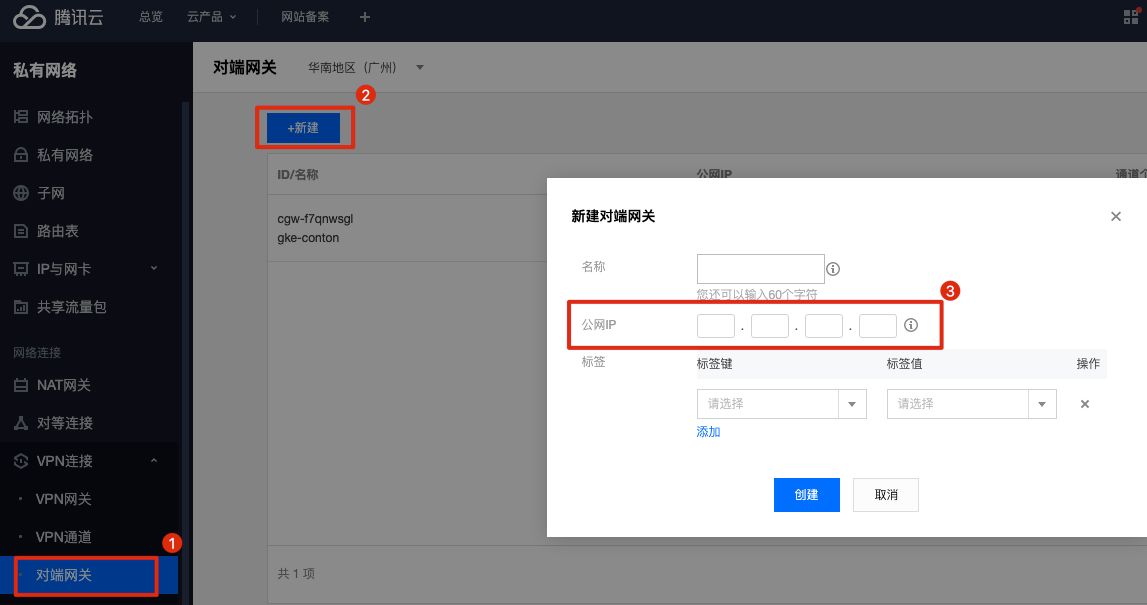 腾讯云 总览 云产品 网站备案
私有网络
网络拓扑
私有网络
子网
路由表
IP与网卡
共享流量包
网络连接
NAT网关
对等连接
VPN连接
VPN网关
VPN通道
1
对端网关
对端网关 华南地区（广州）
2
+新建
ID/名称 公网IP
cgw-f7qnwsgl
gke-conton
共 1 项
新建对端网关
名称
您还可以输入60个字符
3
公网IP . . .
标签 标签键 标签值 操作
请选择 请选择
添加
创建 取消